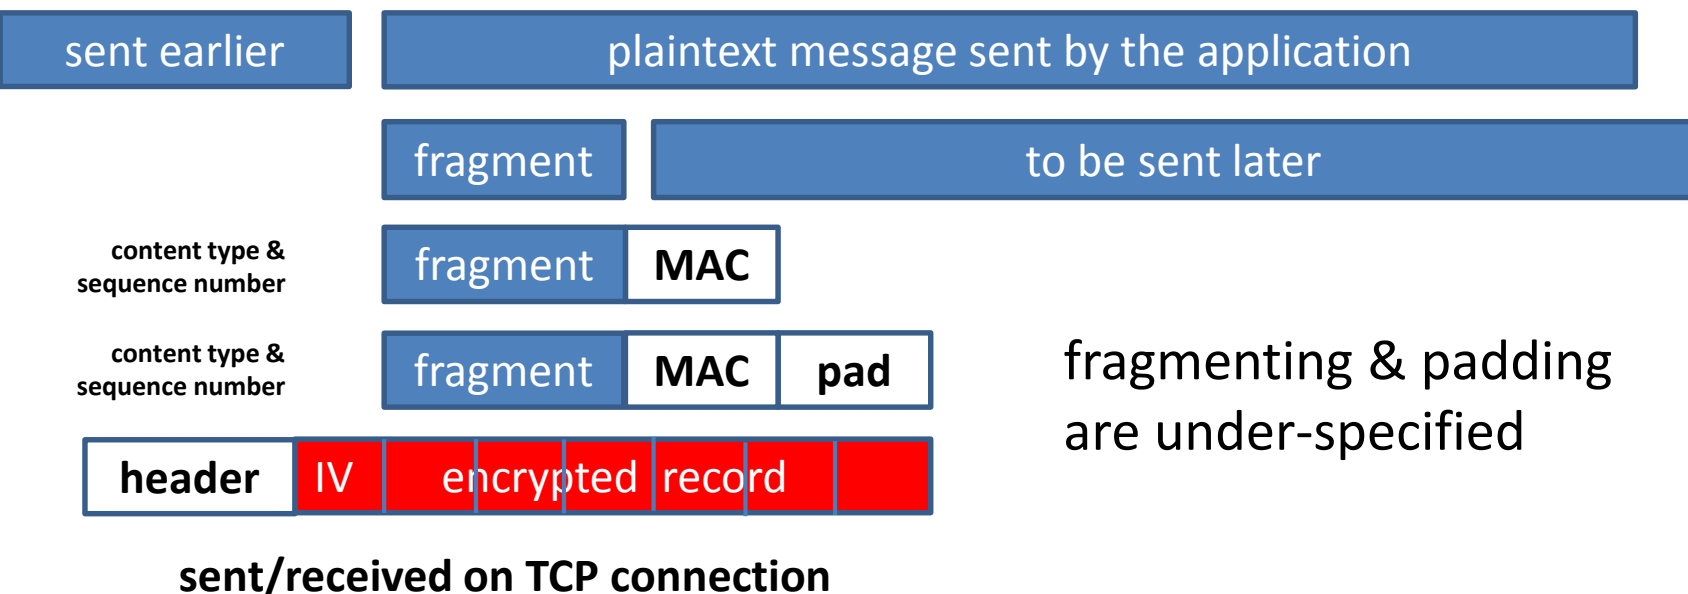 sent earlier
plaintext message sent by the application
fragment
to be sent later
content type &
sequence number
fragment
MAC
content type &
sequence number
fragment
MAC
pad
fragmenting & padding
are under-specified
header
IV
encrypted record
sent/received on TCP connection